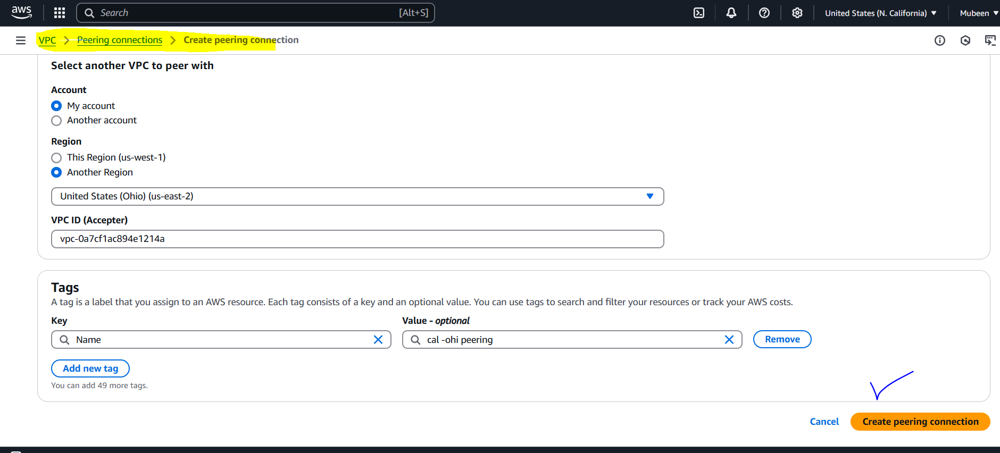 aws
Search [Alt+S] United States (N. California) Mubeen
VPC Peering connections Create peering connection
Select another VPC to peer with
Account
My account
Another account
Region
This Region (us-west-1)
Another Region
United States (Ohio) (us-east-2)
VPC ID (Accepter)
vpc-0a7cf1ac894e1214a
Tags
A tag is a label that you assign to an AWS resource. Each tag consists of a key and an optional value. You can use tags to search and filter your resources or track your AWS costs.
Key Value - optional
Name cal -ohi peering Remove
Add new tag
You can add 49 more tags.
Cancel Create peering connection